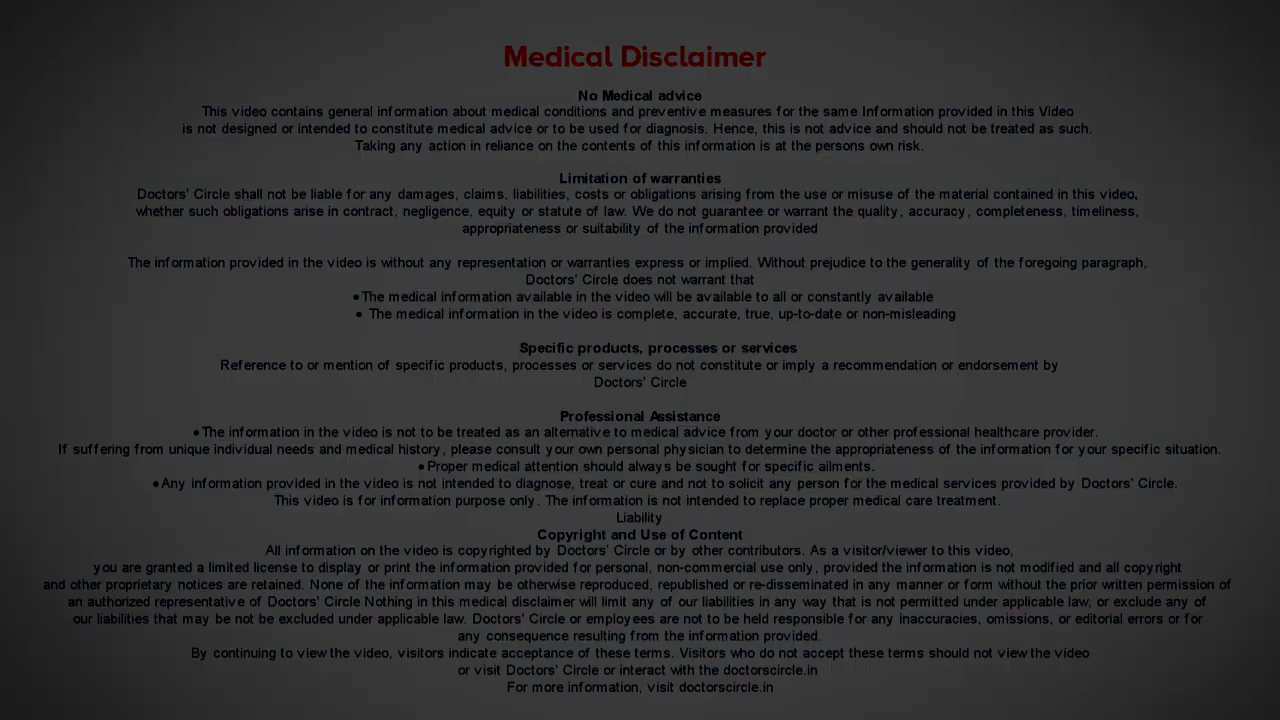 Medical Disclaimer
No Medical advice
This video contains general information about medical conditions and preventive measures for the same Information provided in this Video
is not designed or intended to constitute medical advice or to be used for diagnosis. Hence, this is not advice and should not be treated as such.
Taking any action in reliance on the contents of this information is at the persons own risk.
Limitation of warranties
Doctors' Circle shall not be liable for any damages, claims, liabilities, costs or obligations arising from the use or misuse of the material contained in this video,
whether such obligations arise in contract, negligence, equity or statute of law. We do not guarantee or warrant the quality, accuracy, completeness, timeliness,
appropriateness or suitability of the information provided
The information provided in the video is without any representation or warranties express or implied. Without prejudice to the generality of the foregoing paragraph,
Doctors' Circle does not warrant that
•The medical information available in the video will be available to all or constantly available
• The medical information in the video is complete, accurate, true, up-to-date or non-misleading
Specific products, processes or services
Reference to or mention of specific products, processes or services do not constitute or imply a recommendation or endorsement by
Doctors' Circle
Professional Assistance
•The information in the video is not to be treated as an alternative to medical advice from your doctor or other professional healthcare provider.
If suffering from unique individual needs and medical history, please consult your own personal physician to determine the appropriateness of the information for your specific situation.
•Proper medical attention should always be sought for specific ailments.
•Any information provided in the video is not intended to diagnose, treat or cure and not to solicit any person for the medical services provided by Doctors' Circle.
This video is for information purpose only. The information is not intended to replace proper medical care treatment.
Liability
Copyright and Use of Content
All information on the video is copyrighted by Doctors' Circle or by other contributors. As a visitor/viewer to this video,
you are granted a limited license to display or print the information provided for personal, non-commercial use only, provided the information is not modified and all copyright
and other proprietary notices are retained. None of the information may be otherwise reproduced, republished or re-disseminated in any manner or form without the prior written permission of
an authorized representative of Doctors' Circle Nothing in this medical disclaimer will limit any of our liabilities in any way that is not permitted under applicable law, or exclude any of
our liabilities that may be not be excluded under applicable law. Doctors' Circle or employees are not to be held responsible for any inaccuracies, omissions, or editorial errors or for
any consequence resulting from the information provided.
By continuing to view the video, visitors indicate acceptance of these terms. Visitors who do not accept these terms should not view the video
or visit Doctors' Circle or interact with the doctorscircle.in
For more information, visit doctorscircle.in